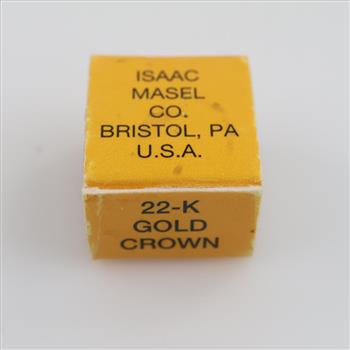 ISAAC
MASEL
CO.
BRISTOL, PA
U.S.A.
22-K
GOLD
CROWN